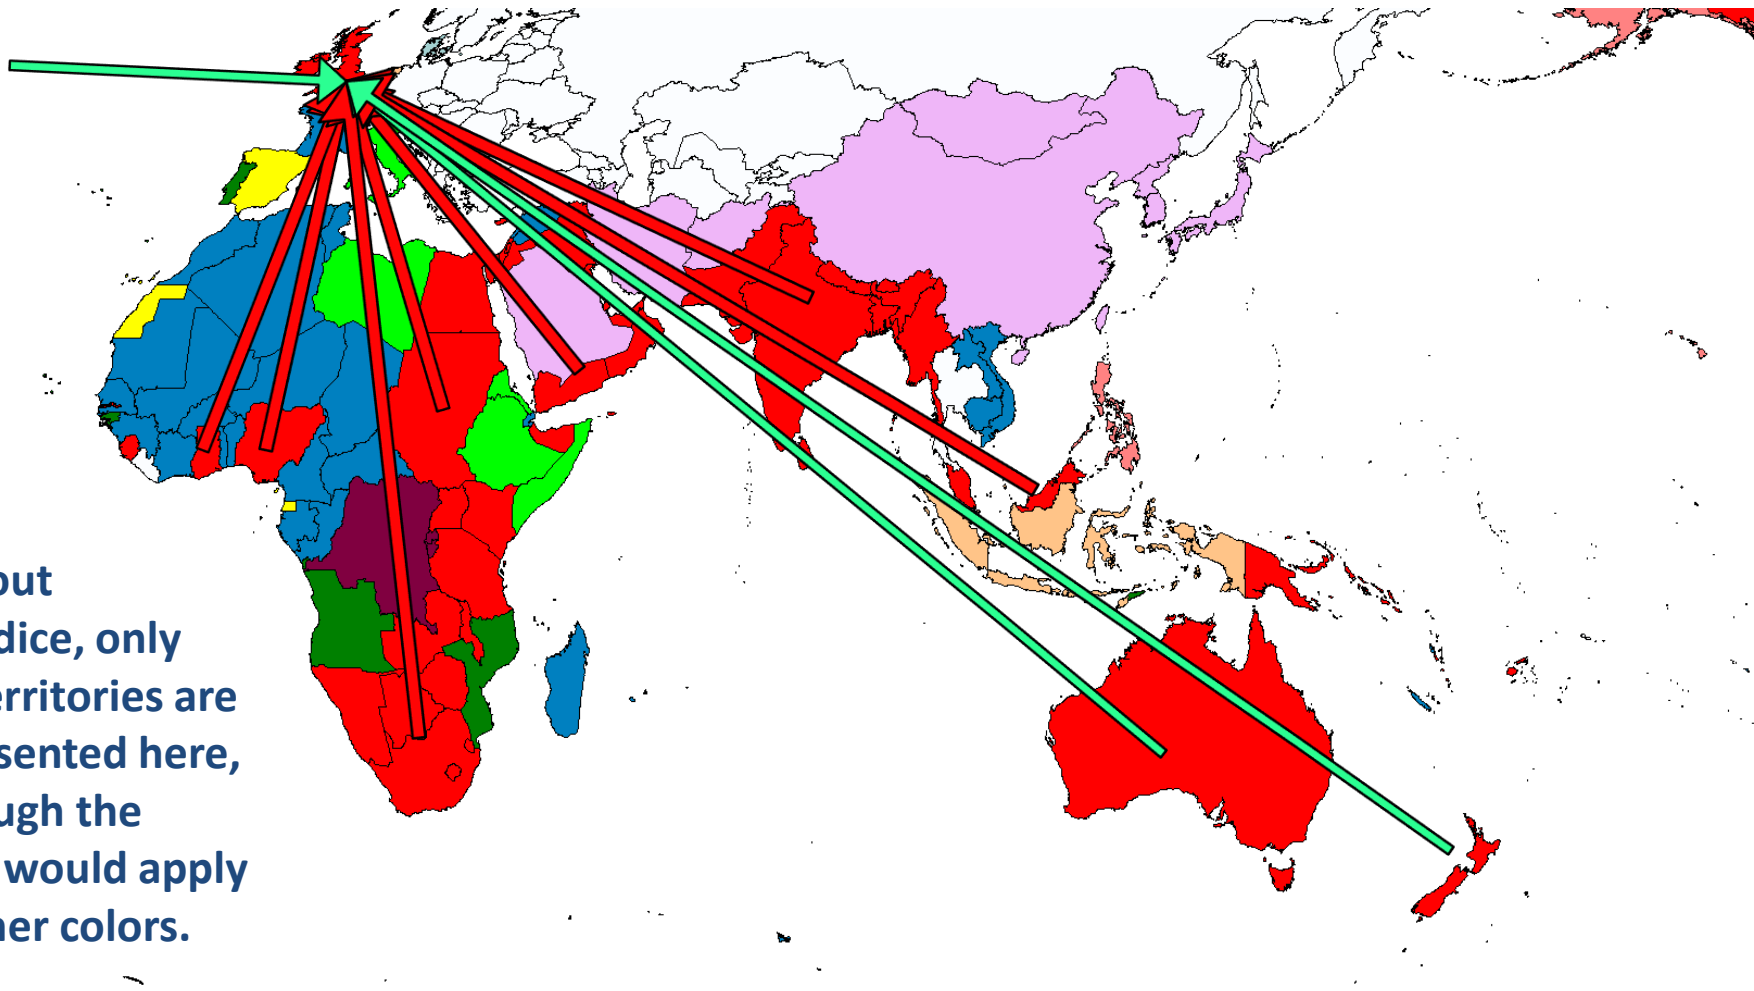 out
dice, only
erritories are
sented here,
ugh the
would apply
her colors.